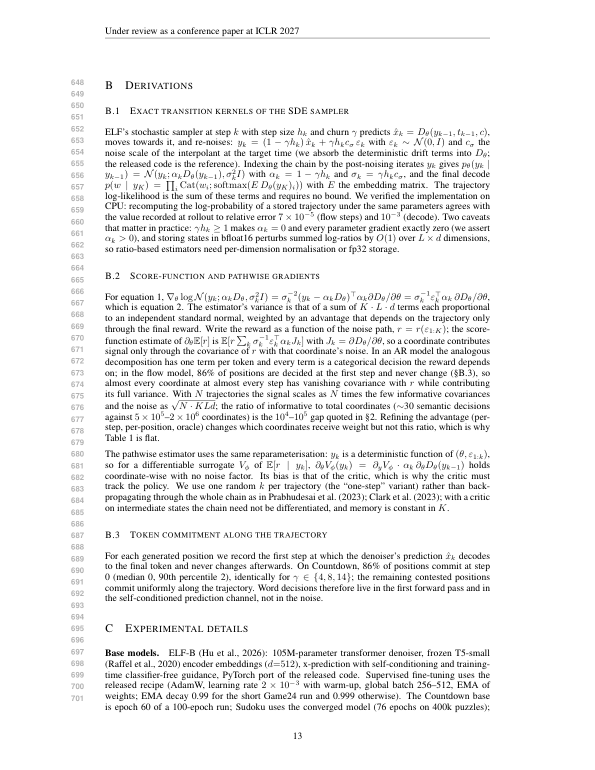 Under review as a conference paper at ICLR 2027
648
649
650
651
652
653
654
655
656
657
658
659
660
661
662
663
664
665
666
667
668
669
670
671
672
673
674
675
676
677
678
679
680
681
682
683
684
685
686
687
688
689
690
691
692
693
694
695
696
697
698
699
700
701
B DERIVATIONS
B.1 EXACT TRANSITION KERNELS OF THE SDE SAMPLER
ELF's stochastic sampler at step k with step size h_k and churn γ predicts x̂_k = D_θ(y_{k−1}, t_{k−1}, c),
moves towards it, and re-noises: y_k = (1 − γh_k) x̂_k + γh_k c_σ ε_k with ε_k ∼ N(0, I) and c_σ the
noise scale of the interpolant at the target time (we absorb the deterministic drift terms into D_θ;
the released code is the reference). Indexing the chain by the post-noising iterates y_k gives p_θ(y_k |
y_{k−1}) = N(y_k; α_k D_θ(y_{k−1}), σ_k² I) with α_k = 1 − γh_k and σ_k = γh_k c_σ, and the final decode
p(w | y_K) = ∏_i Cat(w_i; softmax(E D_θ(y_K)_i)) with E the embedding matrix. The trajectory
log-likelihood is the sum of these terms and requires no bound. We verified the implementation on
CPU: recomputing the log-probability of a stored trajectory under the same parameters agrees with
the value recorded at rollout to relative error 7 × 10⁻⁵ (flow steps) and 10⁻³ (decode). Two caveats
that matter in practice: γh_k ≥ 1 makes α_k = 0 and every parameter gradient exactly zero (we assert
α_k > 0), and storing states in bfloat16 perturbs summed log-ratios by O(1) over L × d dimensions,
so ratio-based estimators need per-dimension normalisation or fp32 storage.
B.2 SCORE-FUNCTION AND PATHWISE GRADIENTS
For equation 1, ∇_θ log N(y_k; α_k D_θ, σ_k² I) = σ_k⁻²(y_k − α_k D_θ)^⊤ α_k ∂D_θ/∂θ = σ_k⁻¹ ε_k^⊤ α_k ∂D_θ/∂θ,
which is equation 2. The estimator's variance is that of a sum of K · L · d terms each proportional
to an independent standard normal, weighted by an advantage that depends on the trajectory only
through the final reward. Write the reward as a function of the noise path, r = r(ε_{1:K}); the score-
function estimate of ∂_θ E[r] is E[r ∑_k σ_k⁻¹ ε_k^⊤ α_k J_k] with J_k = ∂D_θ/∂θ, so a coordinate contributes
signal only through the covariance of r with that coordinate's noise. In an AR model the analogous
decomposition has one term per token and every term is a categorical decision the reward depends
on; in the flow model, 86% of positions are decided at the first step and never change (§B.3), so
almost every coordinate at almost every step has vanishing covariance with r while contributing
its full variance. With N trajectories the signal scales as N times the few informative covariances
and the noise as √(N · KLd); the ratio of informative to total coordinates (∼30 semantic decisions
against 5 × 10⁵–2 × 10⁶ coordinates) is the 10⁴–10⁵ gap quoted in §2. Refining the advantage (per-
step, per-position, oracle) changes which coordinates receive weight but not this ratio, which is why
Table 1 is flat.
The pathwise estimator uses the same reparameterisation: y_k is a deterministic function of (θ, ε_{1:k}),
so for a differentiable surrogate V_ϕ of E[r | y_k], ∂_θ V_ϕ(y_k) = ∂_y V_ϕ · α_k ∂_θ D_θ(y_{k−1}) holds
coordinate-wise with no noise factor. Its bias is that of the critic, which is why the critic must
track the policy. We use one random k per trajectory (the “one-step” variant) rather than back-
propagating through the whole chain as in Prabhudesai et al. (2023); Clark et al. (2023); with a critic
on intermediate states the chain need not be differentiated, and memory is constant in K.
B.3 TOKEN COMMITMENT ALONG THE TRAJECTORY
For each generated position we record the first step at which the denoiser's prediction x̂_k decodes
to the final token and never changes afterwards. On Countdown, 86% of positions commit at step
0 (median 0, 90th percentile 2), identically for γ ∈ {4, 8, 14}; the remaining contested positions
commit uniformly along the trajectory. Word decisions therefore live in the first forward pass and in
the self-conditioned prediction channel, not in the noise.
C EXPERIMENTAL DETAILS
Base models. ELF-B (Hu et al., 2026): 105M-parameter transformer denoiser, frozen T5-small
(Raffel et al., 2020) encoder embeddings (d=512), x-prediction with self-conditioning and training-
time classifier-free guidance, PyTorch port of the released code. Supervised fine-tuning uses the
released recipe (AdamW, learning rate 2 × 10⁻³ with warm-up, global batch 256–512, EMA of
weights; EMA decay 0.99 for the short Game24 run and 0.999 otherwise). The Countdown base
is epoch 60 of a 100-epoch run; Sudoku uses the converged model (76 epochs on 400k puzzles);
13